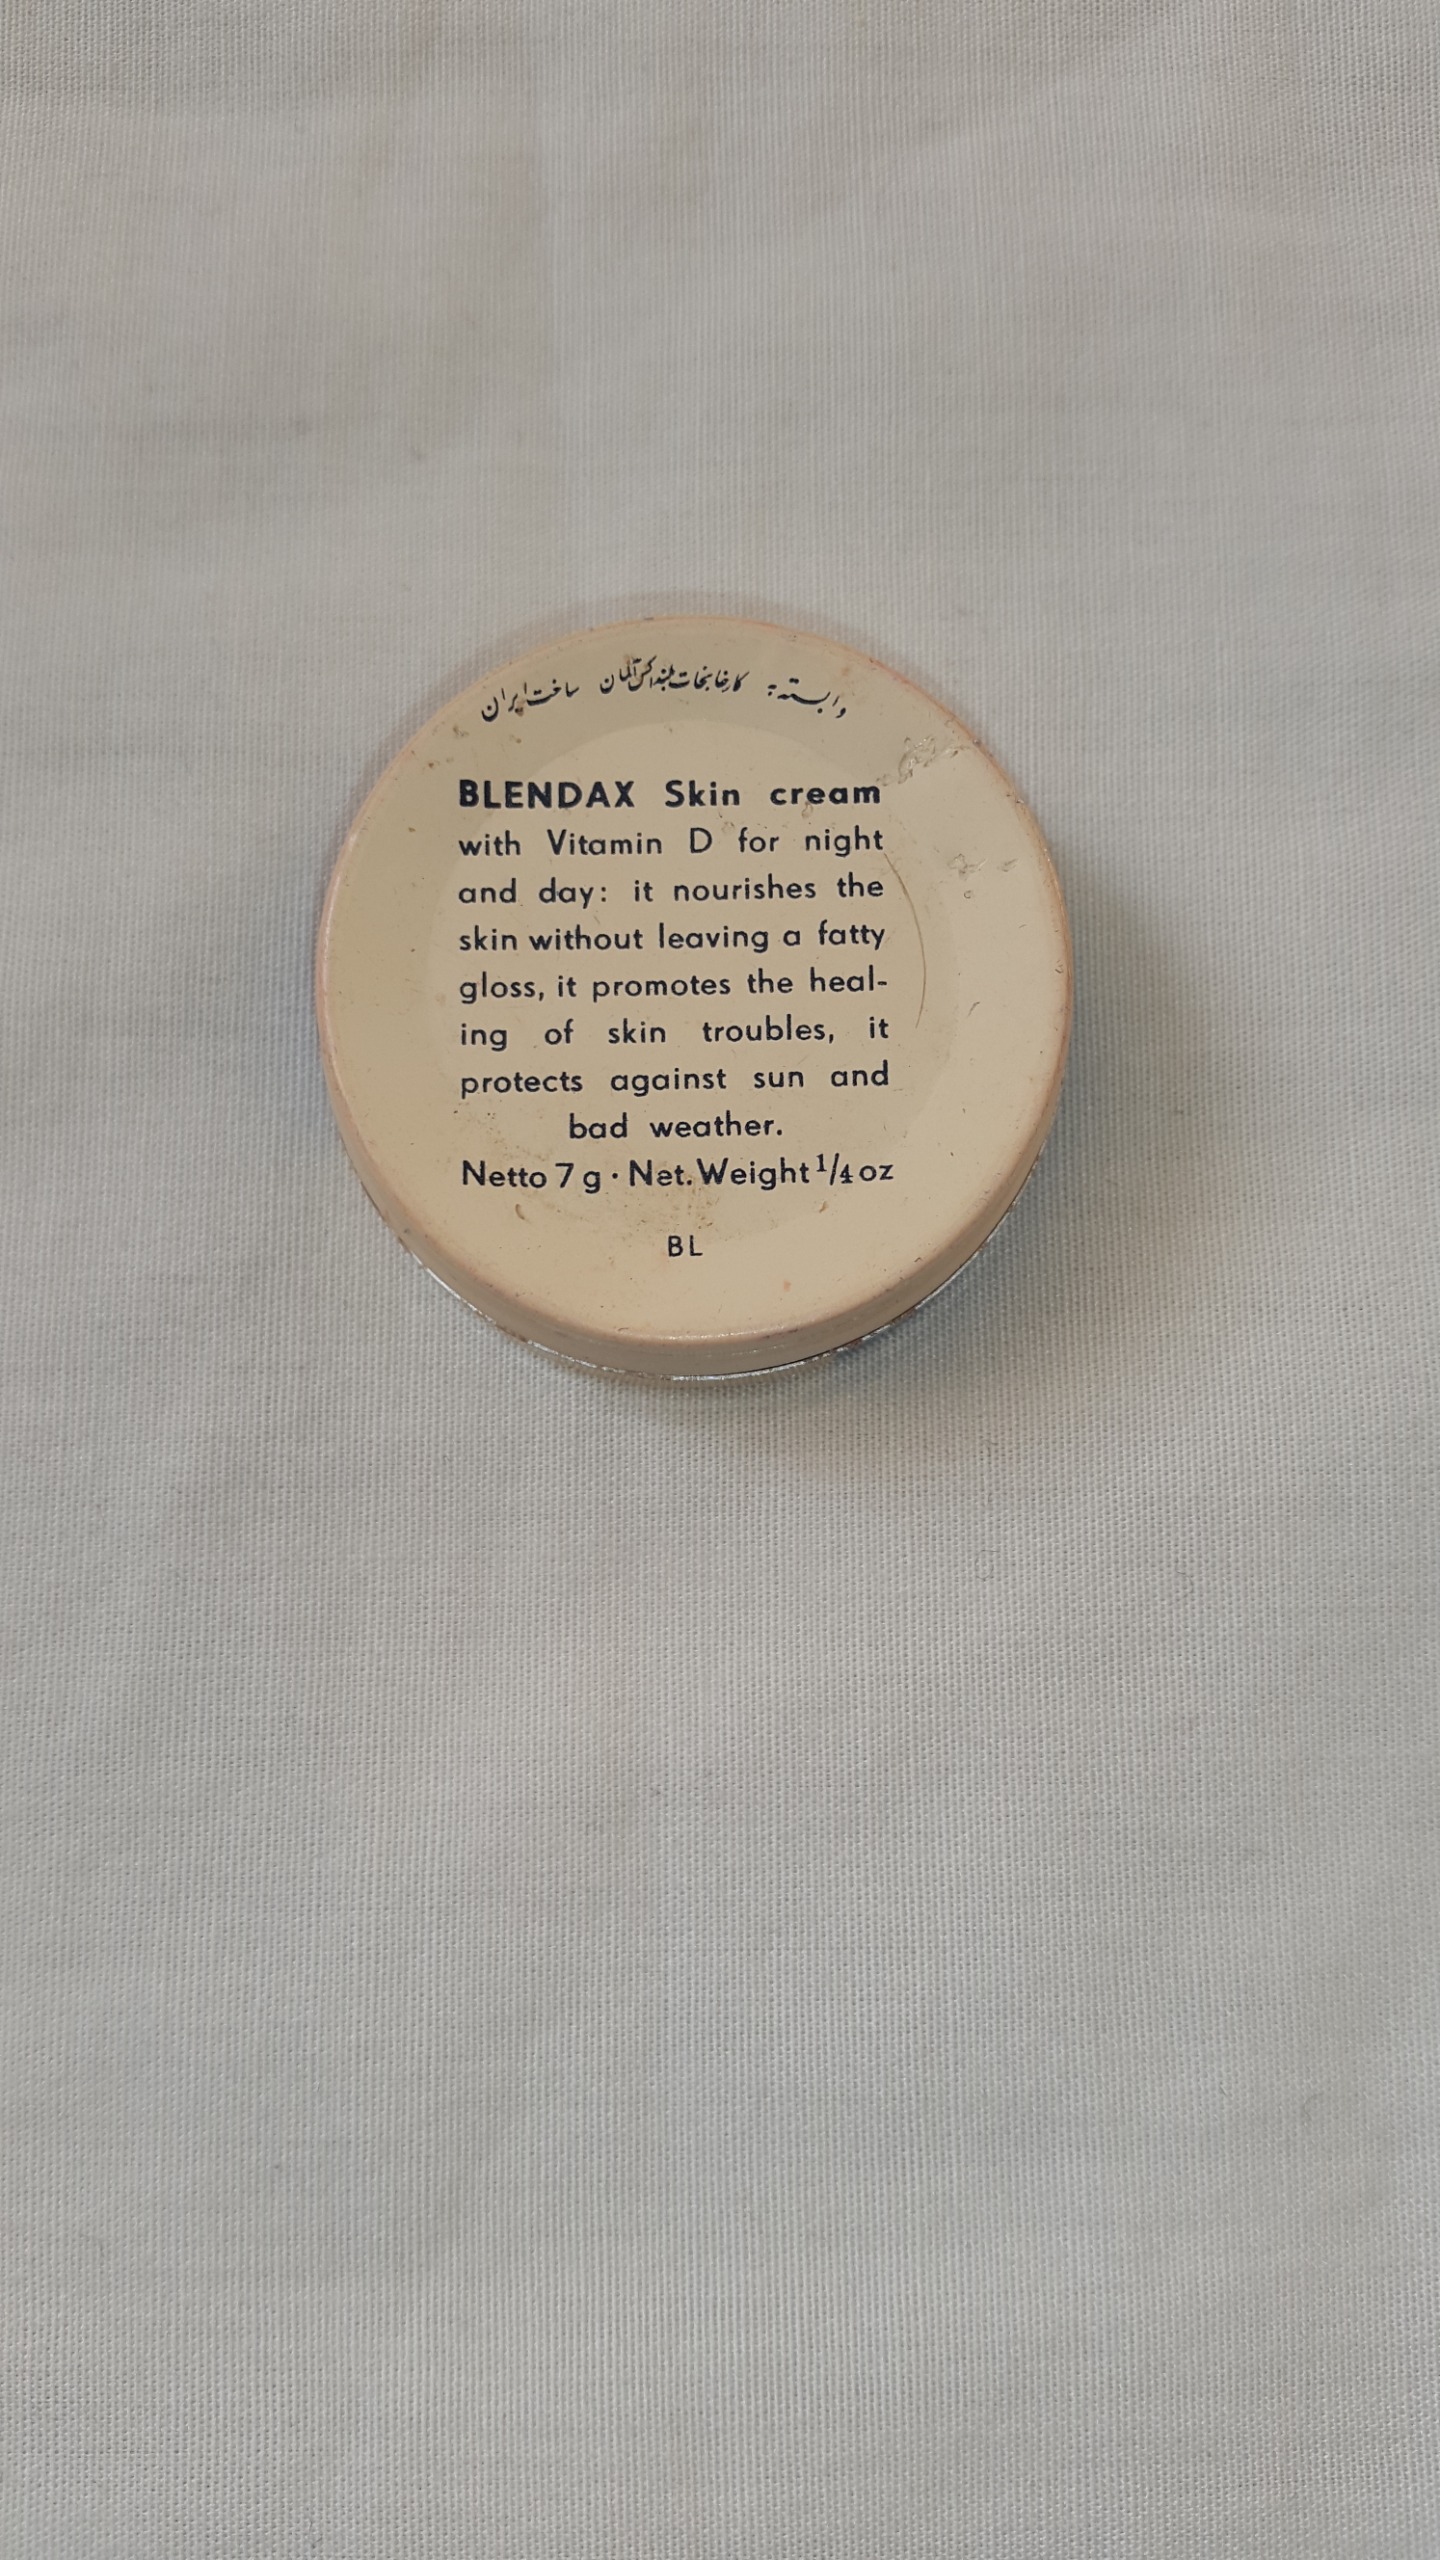 وابسته به کارخانجات بلنداکس آلمان ساخت ایران
BLENDAX Skin cream
with Vitamin D for night
and day: it nourishes the
skin without leaving a fatty
gloss, it promotes the heal-
ing of skin troubles, it
protects against sun and
bad weather.
Netto 7 g · Net. Weight 1/4 oz
BL